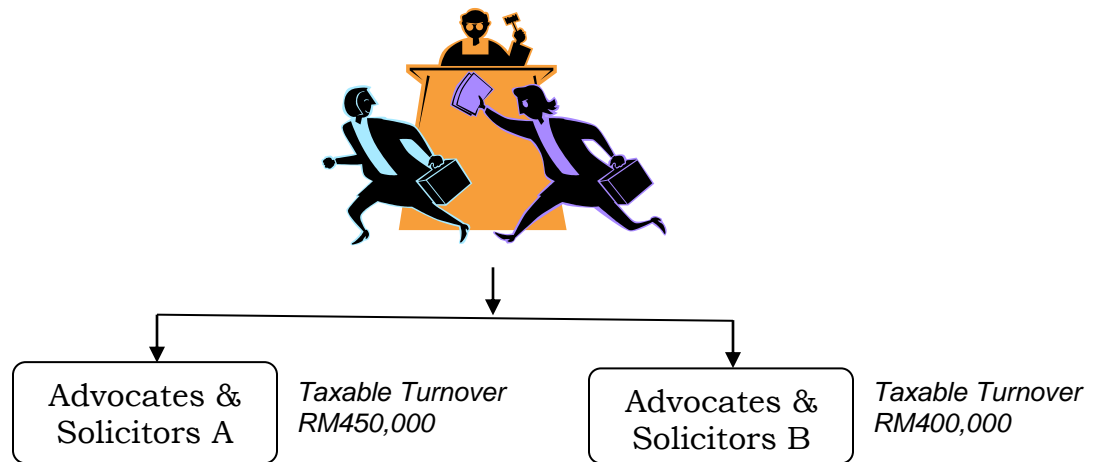 Advocates &
Solicitors A
Taxable Turnover
RM450,000
Advocates &
Solicitors B
Taxable Turnover
RM400,000